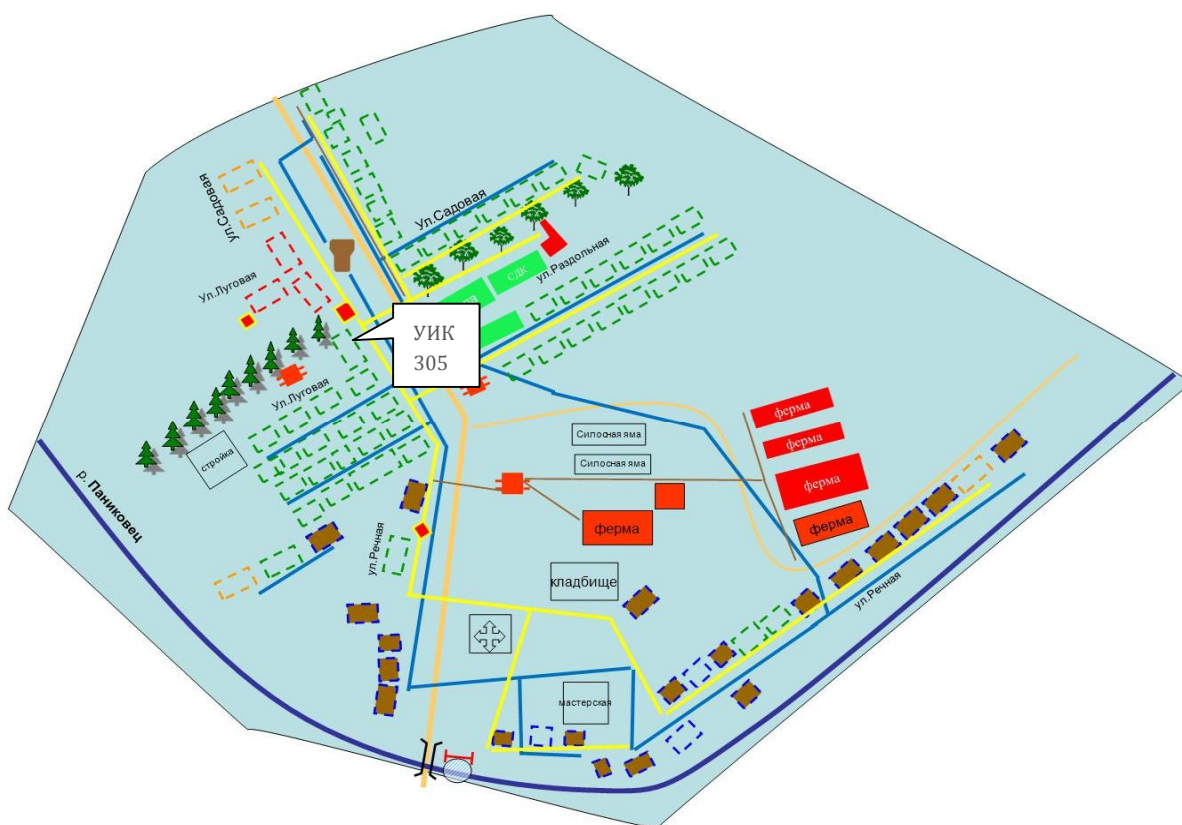 Ул.Садовая
ул.Садовая
СДК
ул.Раздольная
Ул.Луговая
УИК
305
Ул.Луговая
ферма
Силосная яма
ферма
стройка
Силосная яма
р. Паниковец
ферма
ферма
ферма
ул.Речная
кладбище
ул.Речная
мастерская